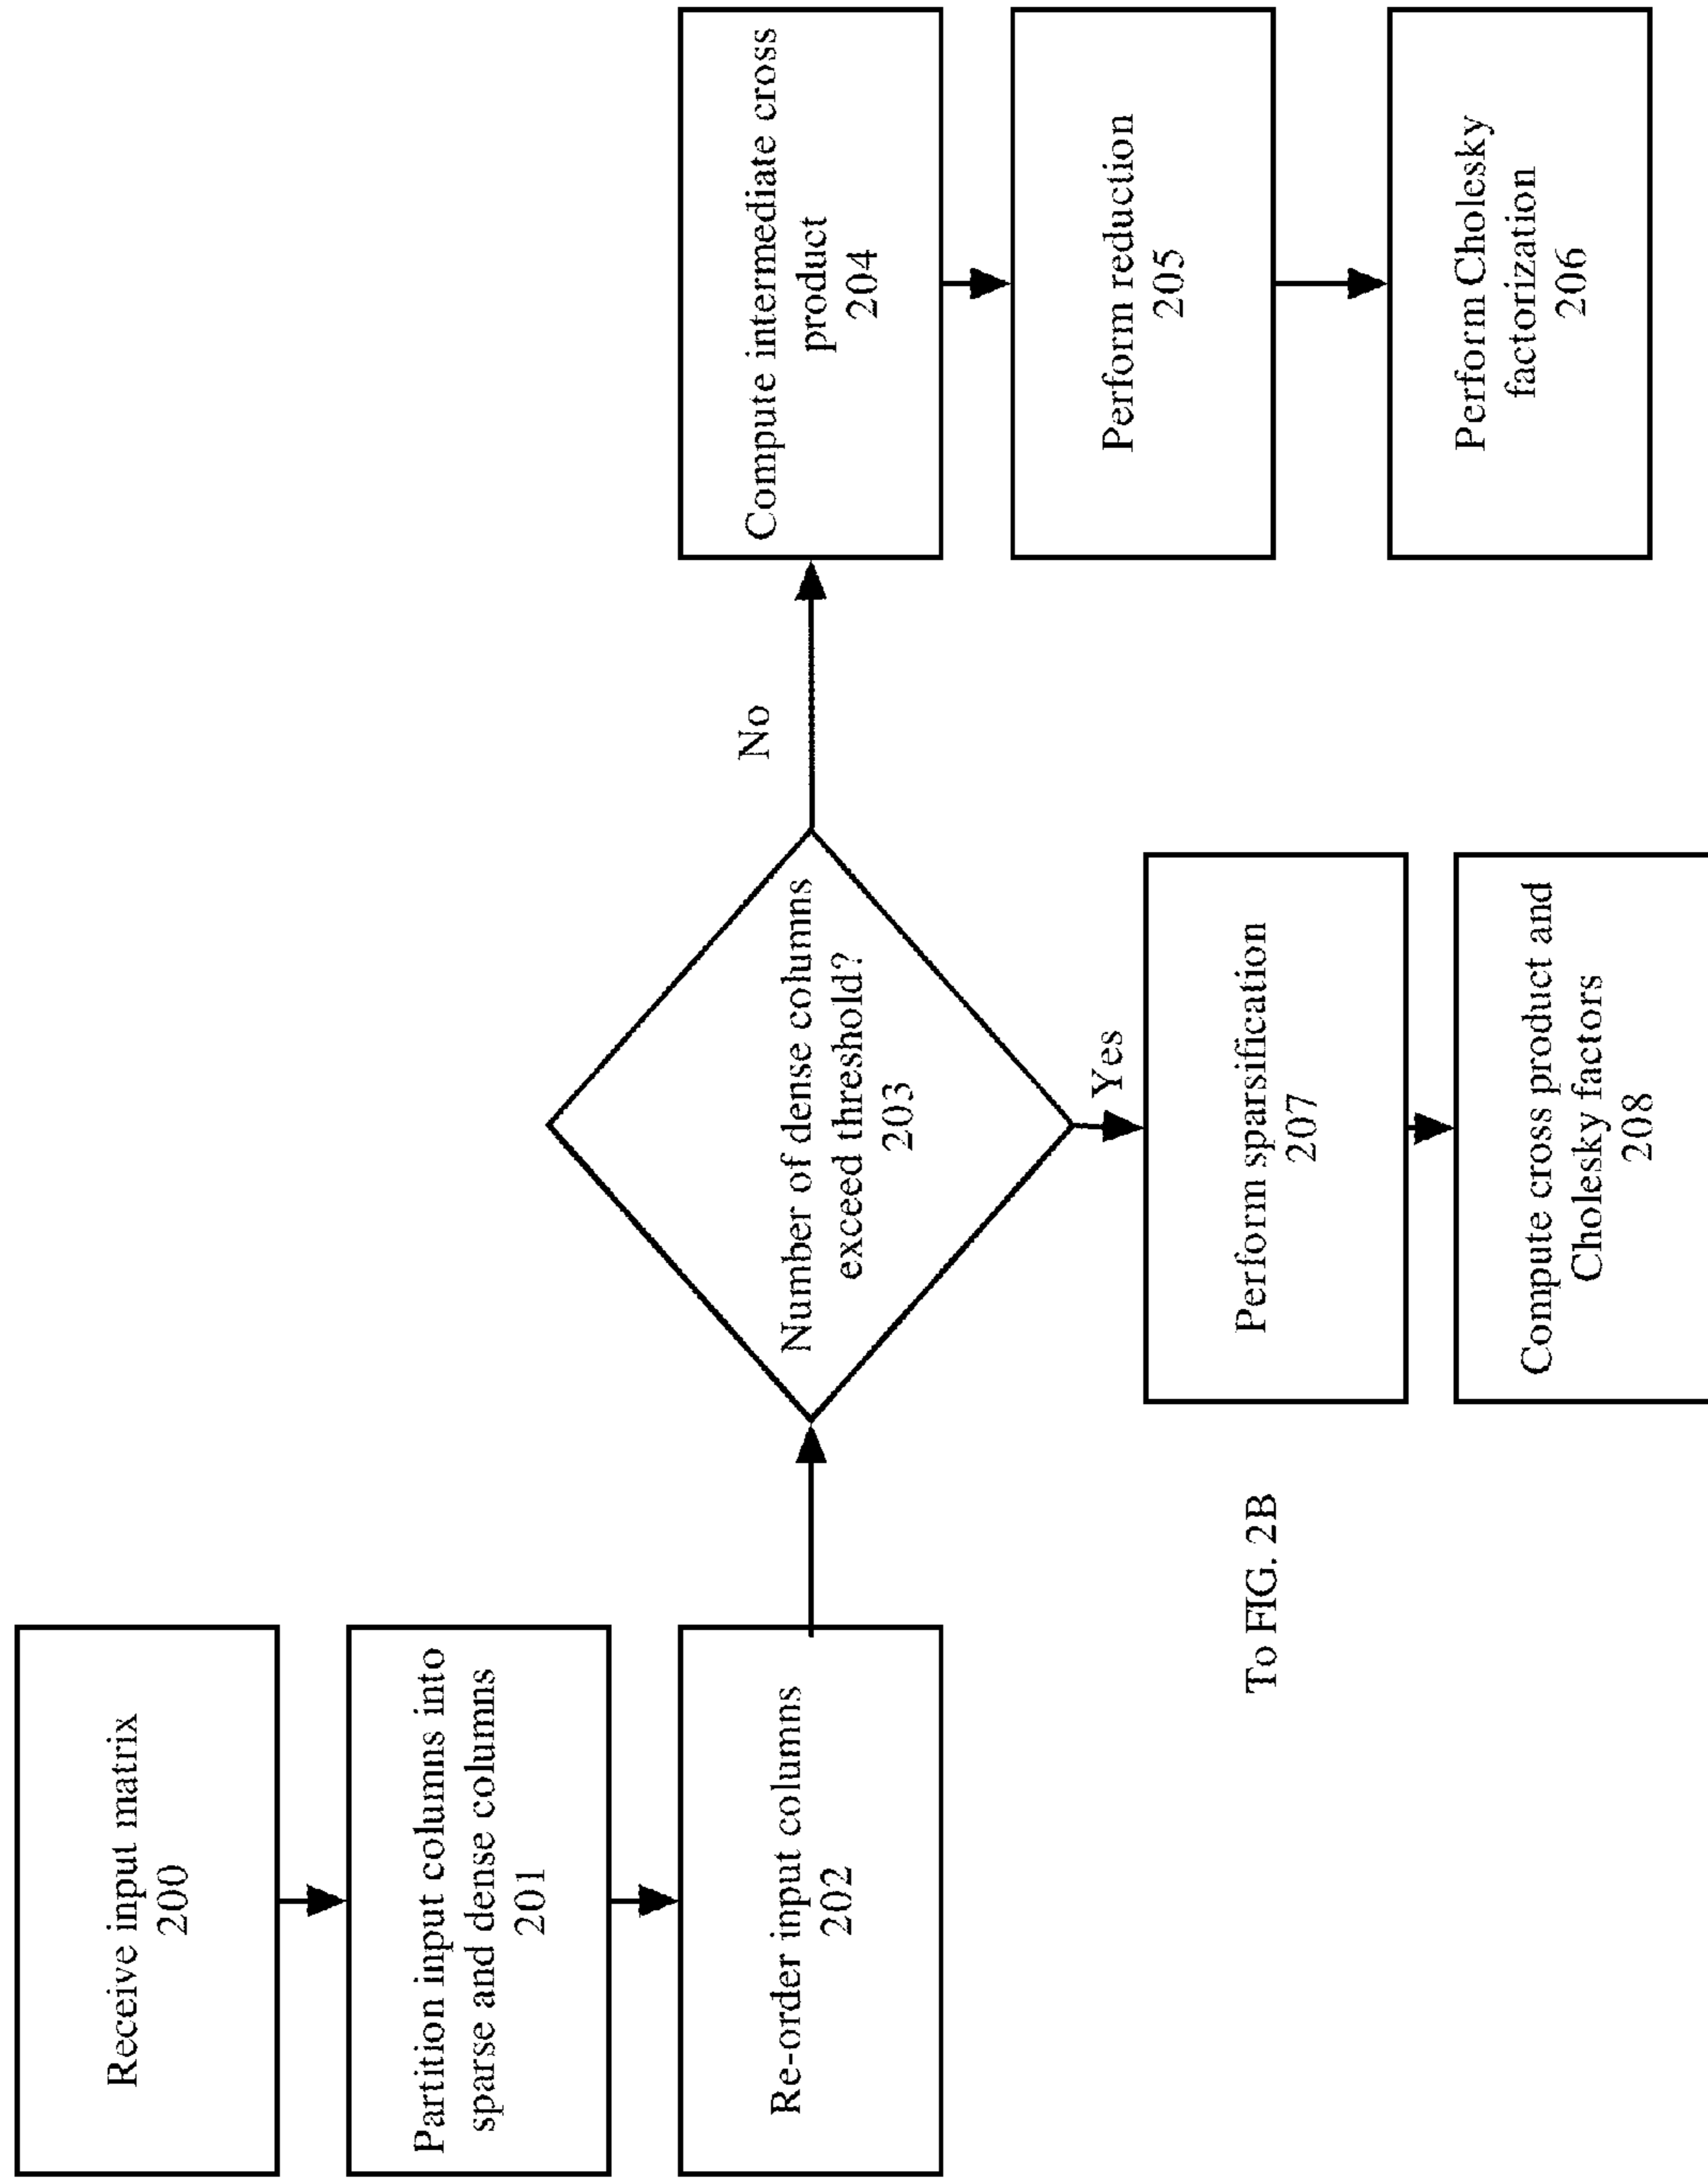 Receive input matrix
200
Partition input columns into
sparse and dense columns
201
Re-order input columns
202
Number of dense columns
exceed threshold?
203
No
Compute intermediate cross
product
204
Perform reduction
205
Perform Cholesky
factorization
206
Yes
Perform sparsification
207
Compute cross product and
Cholesky factors
208
To FIG. 2B